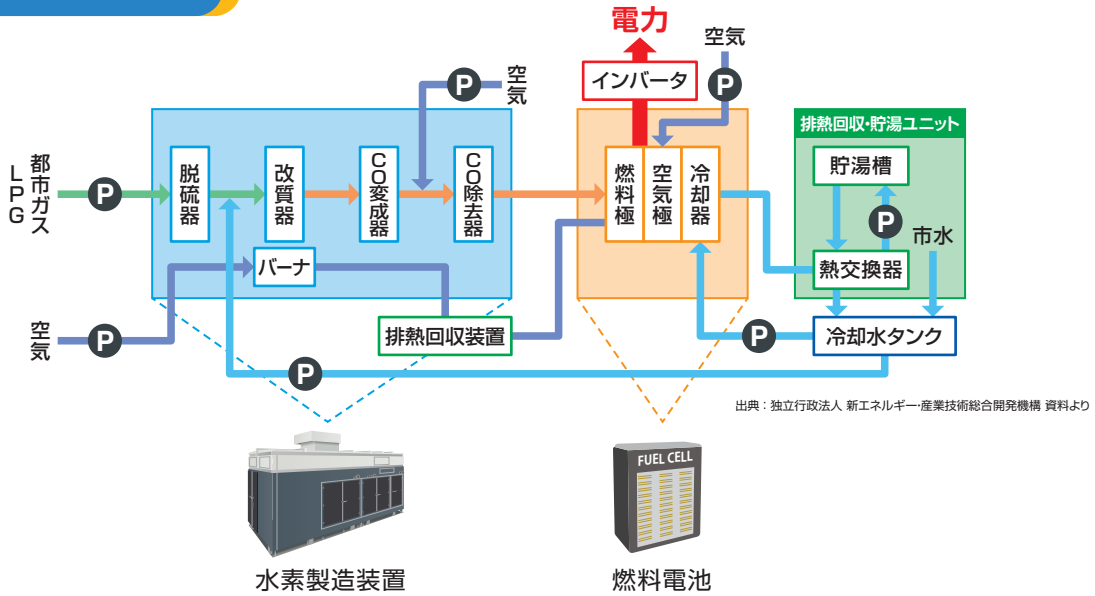 電力
空気
インバータ
P
P
空気
排熱回収・貯湯ユニット
都市ガス
LPG
P
脱硫器
改質器
CO変成器
CO除去器
燃料極
空気極
冷却器
貯湯槽
P
市水
熱交換器
バーナ
空気
P
排熱回収装置
P
冷却水タンク
P
出典：独立行政法人 新エネルギー・産業技術総合開発機構 資料より
FUEL CELL
水素製造装置
燃料電池